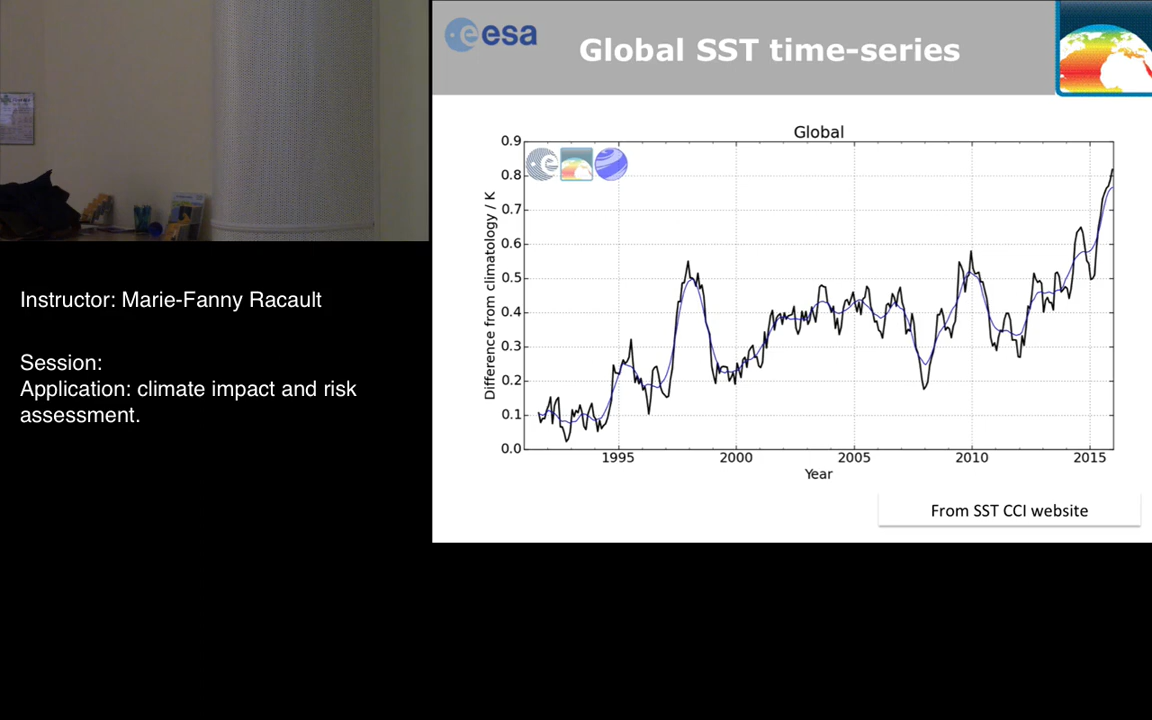 esa
Global SST time-series
Global
0.9
0.8
0.7
0.6
0.5
0.4
0.3
0.2
0.1
0.0
Difference from climatology / K
1995
2000
2005
2010
2015
Year
From SST CCI website
Instructor: Marie-Fanny Racault
Session:
Application: climate impact and risk
assessment.